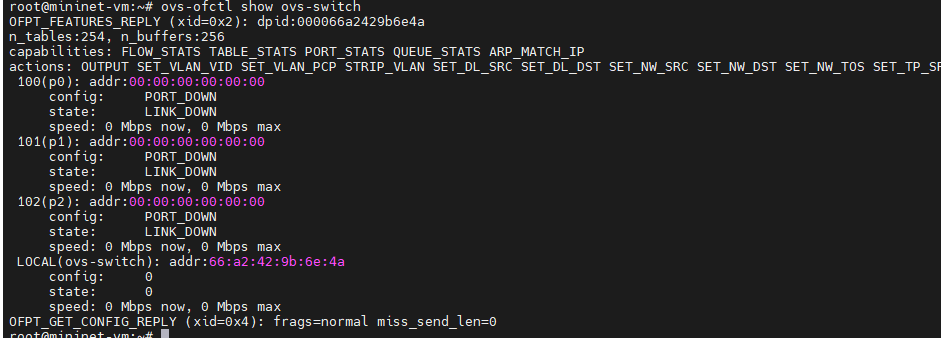 root@mininet-vm:~# ovs-ofctl show ovs-switch
OFPT_FEATURES_REPLY (xid=0x2): dpid:000066a2429b6e4a
n_tables:254, n_buffers:256
capabilities: FLOW_STATS TABLE_STATS PORT_STATS QUEUE_STATS ARP_MATCH_IP
actions: OUTPUT SET_VLAN_VID SET_VLAN_PCP STRIP_VLAN SET_DL_SRC SET_DL_DST SET_NW_SRC SET_NW_DST SET_NW_TOS
 100(p0): addr:00:00:00:00:00:00
     config:     PORT_DOWN
     state:      LINK_DOWN
     speed: 0 Mbps now, 0 Mbps max
 101(p1): addr:00:00:00:00:00:00
     config:     PORT_DOWN
     state:      LINK_DOWN
     speed: 0 Mbps now, 0 Mbps max
 102(p2): addr:00:00:00:00:00:00
     config:     PORT_DOWN
     state:      LINK_DOWN
     speed: 0 Mbps now, 0 Mbps max
 LOCAL(ovs-switch): addr:66:a2:42:9b:6e:4a
     config:     0
     state:      0
     speed: 0 Mbps now, 0 Mbps max
OFPT_GET_CONFIG_REPLY (xid=0x4): frags=normal miss_send_len=0
root@mininet-vm:~#